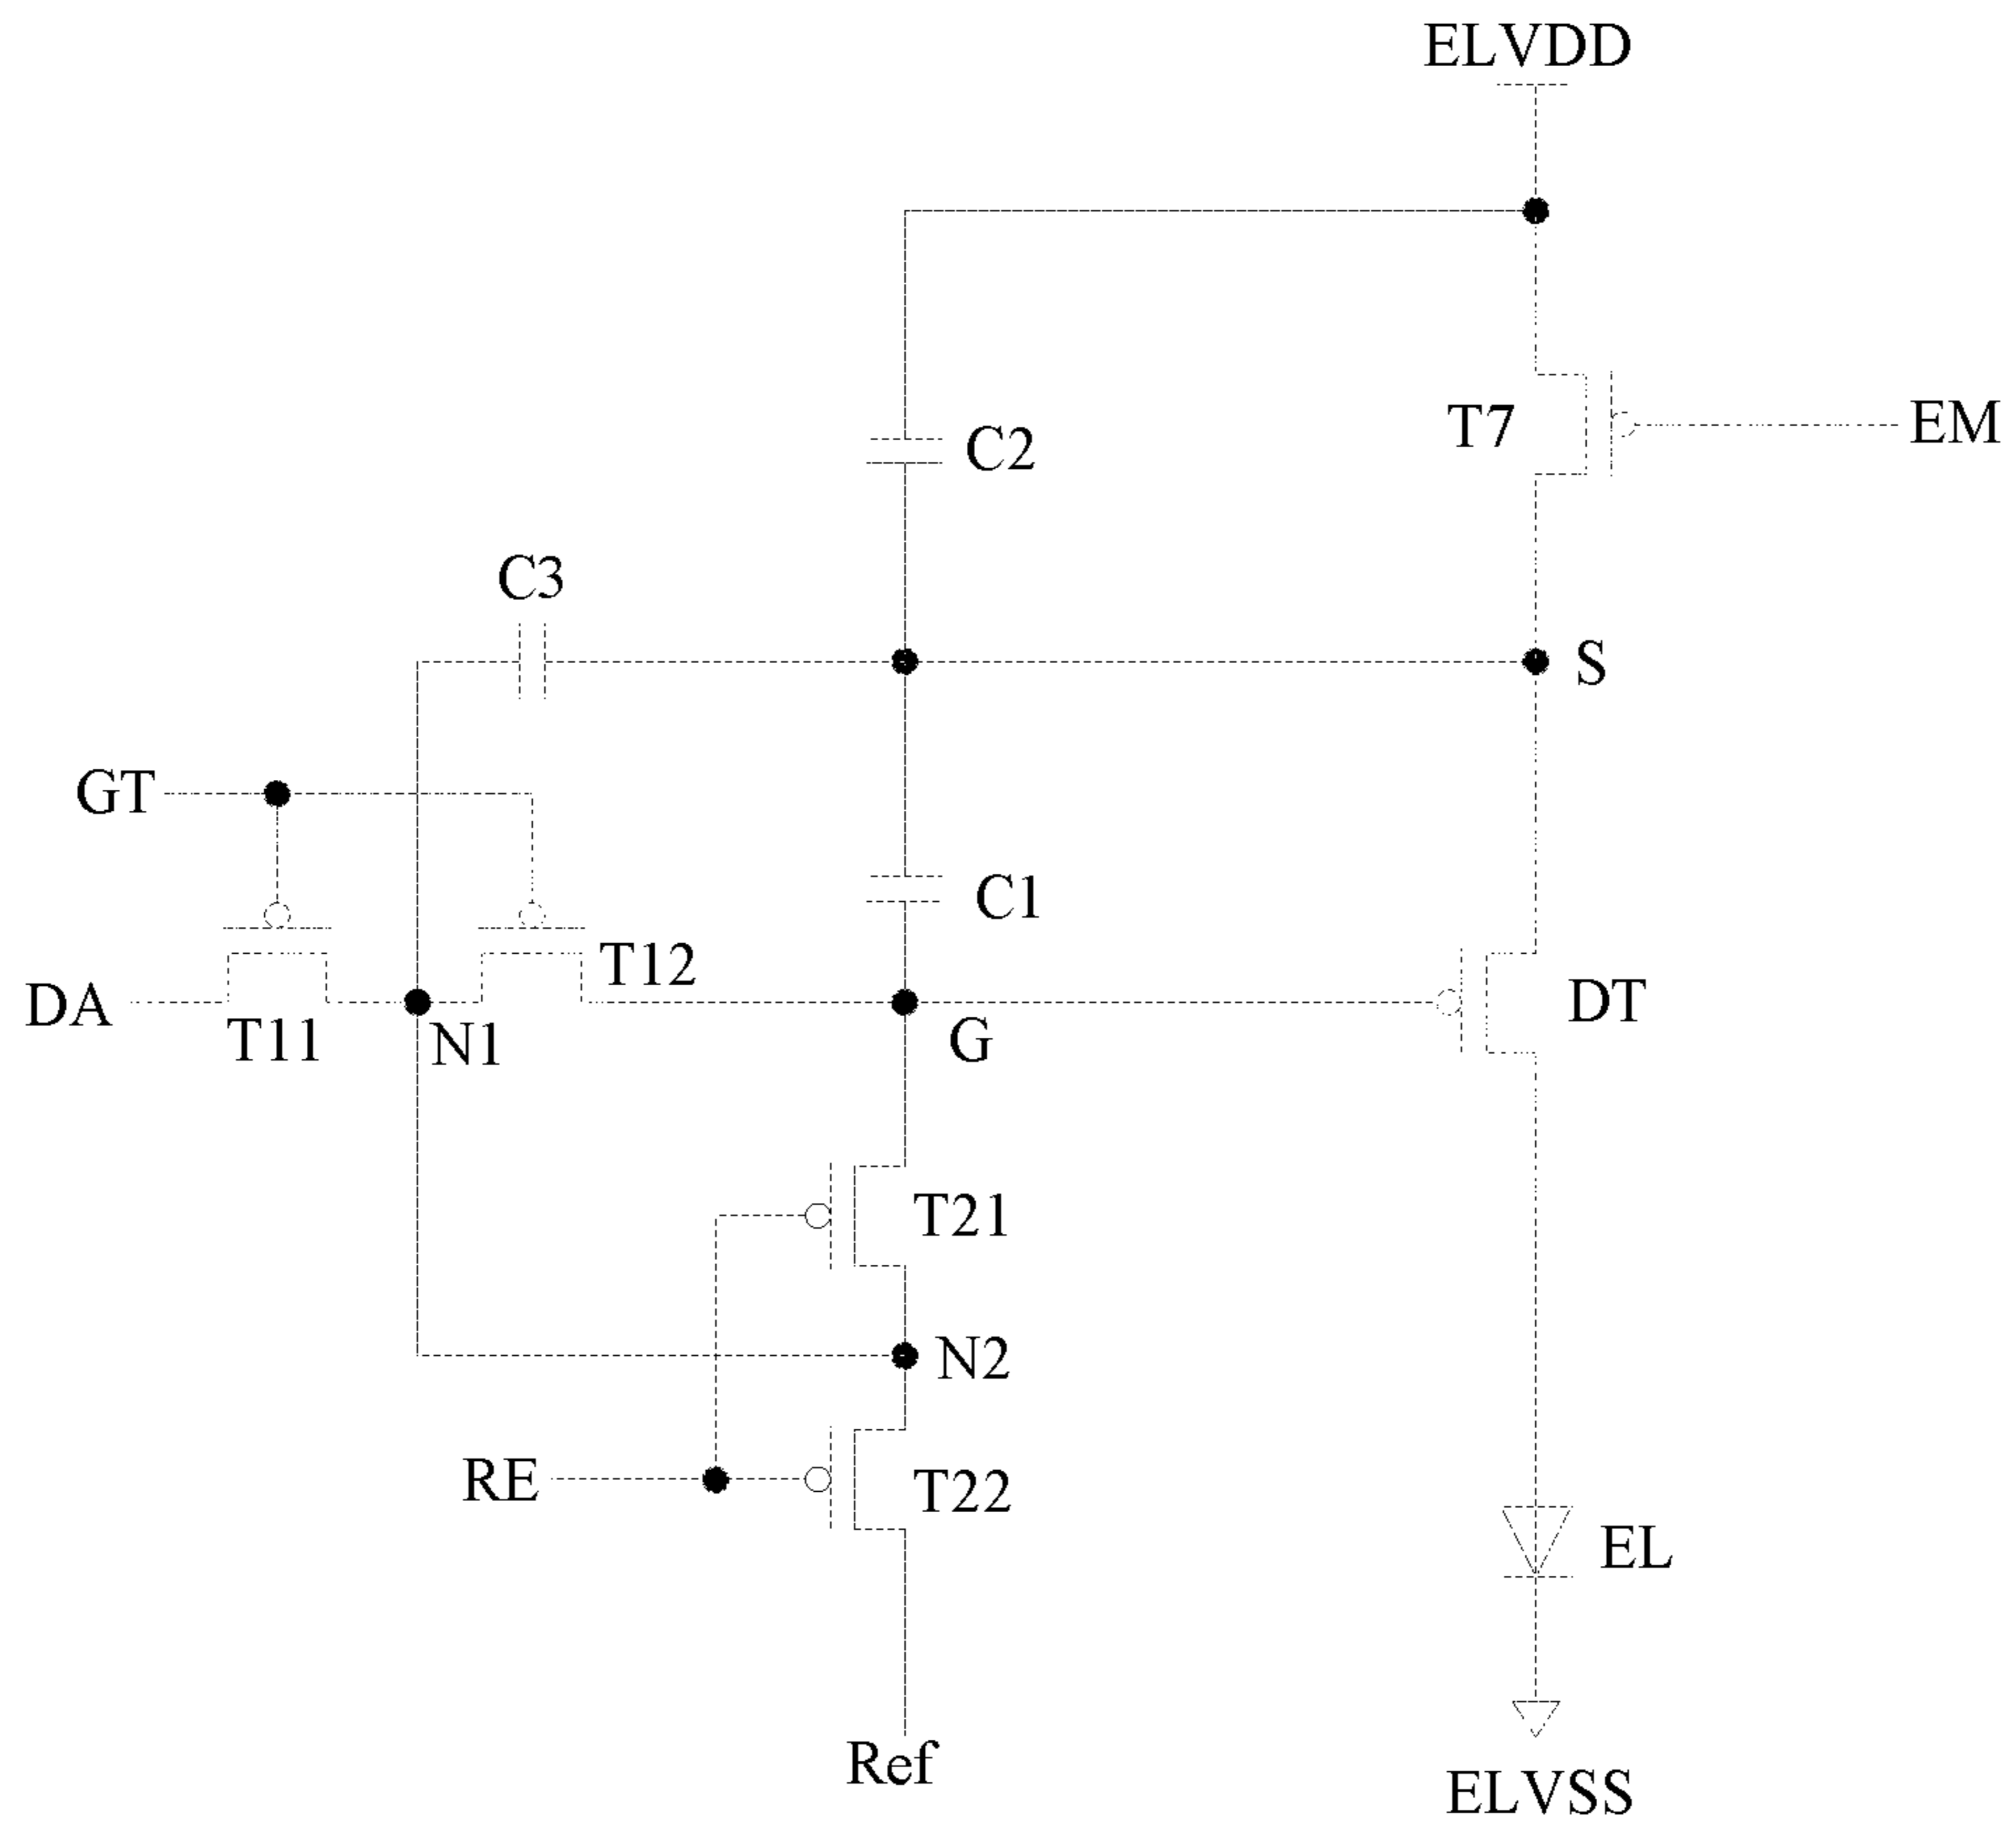 ELVDD
C2
T7
EM
C3
S
GT
C1
T12
DA
T11
N1
G
DT
T21
N2
RE
T22
EL
Ref
ELVSS